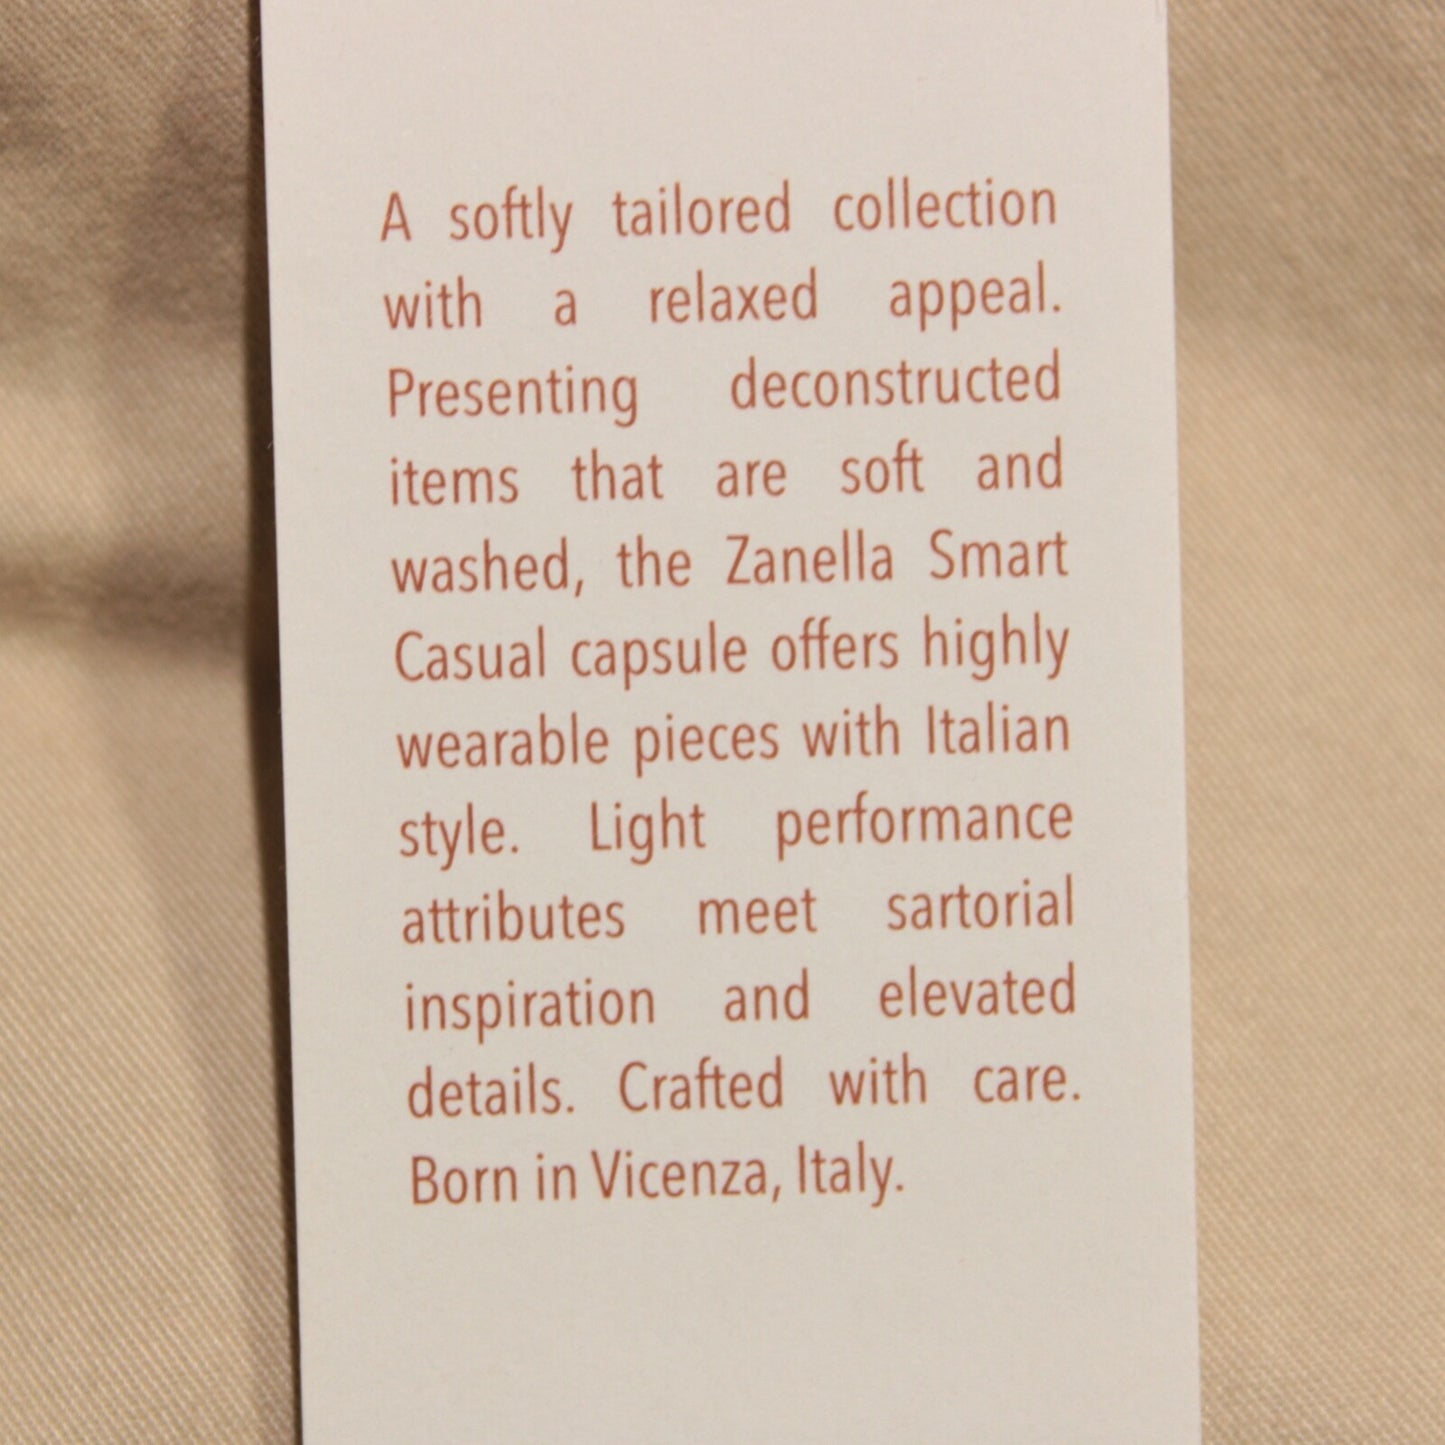 A softly tailored collection
with a relaxed appeal.
Presenting deconstructed
items that are soft and
washed, the Zanella Smart
Casual capsule offers highly
wearable pieces with Italian
style. Light performance
attributes meet sartorial
inspiration and elevated
details. Crafted with care.
Born in Vicenza, Italy.